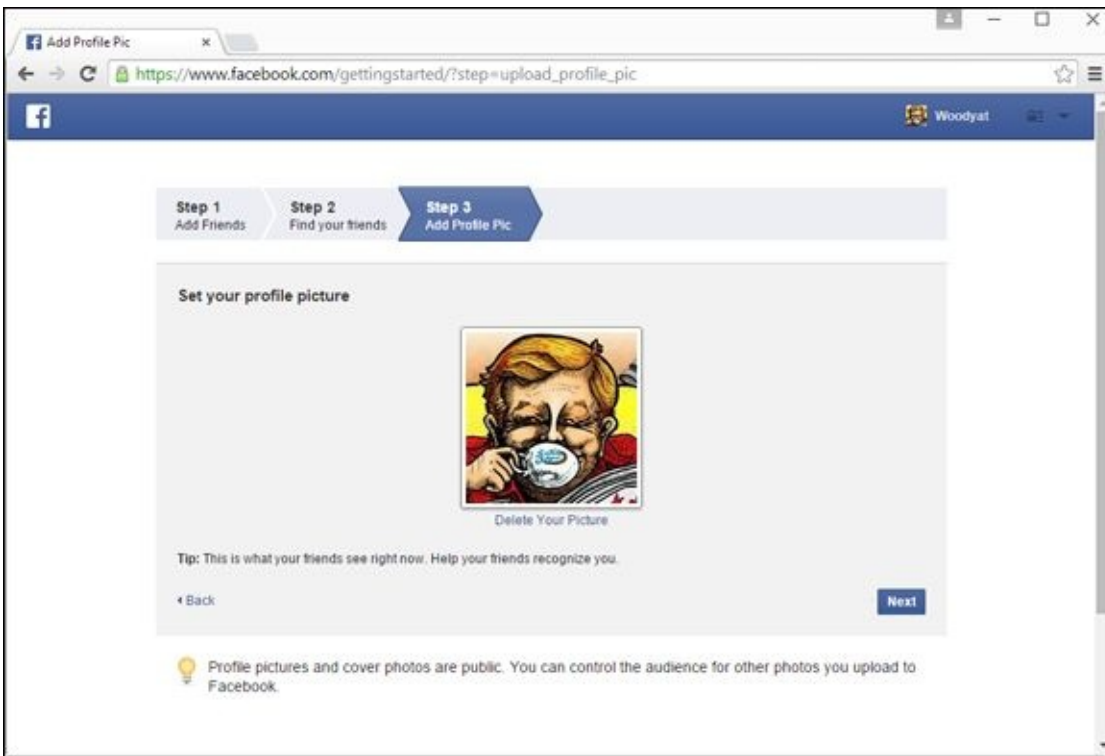 Add Profile Pic
https://www.facebook.com/gettingstarted/?step=upload_profile_pic
f Woodyat
Step 1 Step 2 Step 3
Add Friends Find your friends Add Profile Pic
Set your profile picture
Delete Your Picture
Tip: This is what your friends see right now. Help your friends recognize you.
Back
Next
Profile pictures and cover photos are public. You can control the audience for other photos you upload to
Facebook.